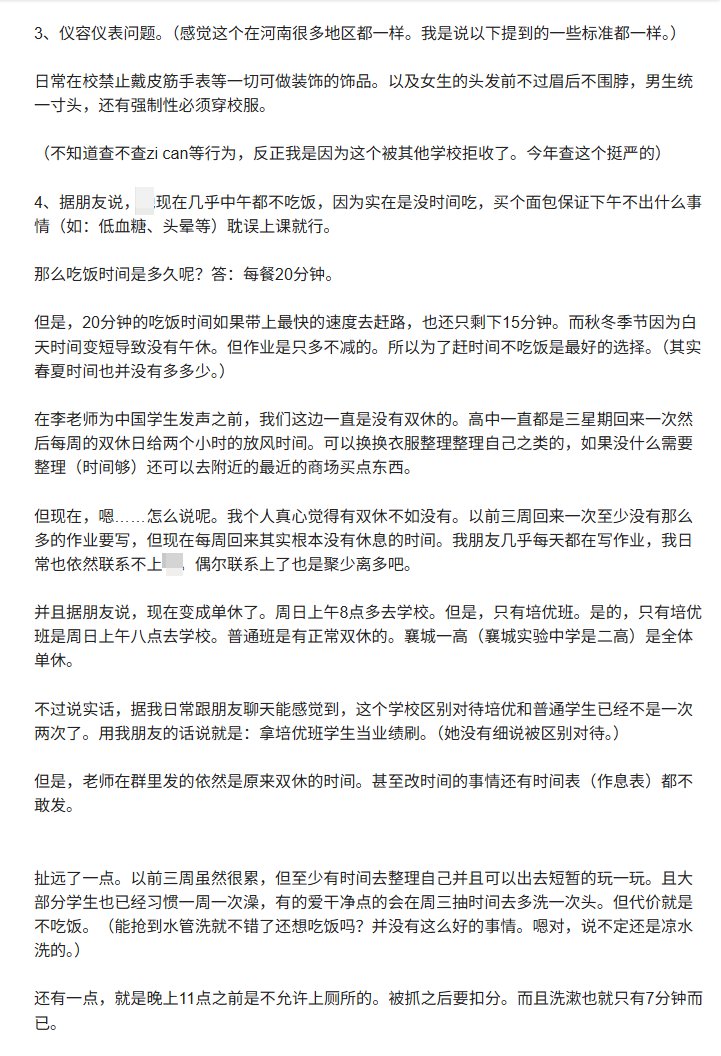 3、仪容仪表问题。（感觉这个在河南很多地区都一样。我是说以下提到的一些标准都一样。）
日常在校禁止戴皮筋手表等一切可做装饰的饰品。以及女生的头发前不过眉后不围脖，男生统
一寸头，还有强制性必须穿校服。
（不知道查不查zi can等行为，反正我是因为这个被其他学校拒收了。今年查这个挺严的）
4、据朋友说，现在几乎中午都不吃饭，因为实在是没时间吃，买个面包保证下午不出什么事
情（如：低血糖、头晕等）耽误上课就行。
那么吃饭时间是多久呢？答：每餐20分钟。
但是，20分钟的吃饭时间如果带上最快的速度去赶路，也还只剩下15分钟。而秋冬季节因为白
天时间变短导致没有午休。但作业是只多不减的。所以为了赶时间不吃饭是最好的选择。（其实
春夏时间也并没有多多少。）
在李老师为中国学生发声之前，我们这边一直是没有双休的。高中一直都是三星期回来一次然
后每周的双休日给两个小时的放风时间。可以换换衣服整理整理自己之类的，如果没什么需要
整理（时间够）还可以去附近的最近的商场买点东西。
但现在，嗯……怎么说呢。我个人真心觉得有双休不如没有。以前三周回来一次至少没有那么
多的作业要写，但现在每周回来其实根本没有休息的时间。我朋友几乎每天都在写作业，我日
常也依然联系不上，偶尔联系上了也是聚少离多吧。
并且据朋友说，现在变成单休了。周日上午8点多去学校。但是，只有培优班。是的，只有培优
班是周日上午八点去学校。普通班是有正常双休的。襄城一高（襄城实验中学是二高）是全体
单休。
不过说实话，据我日常跟朋友聊天能感觉到，这个学校区别对待培优和普通学生已经不是一次
两次了。用我朋友的话说就是：拿培优班学生当业绩刷。（她没有细说被区别对待。）
但是，老师在群里发的依然是原来双休的时间。甚至改时间的事情还有时间表（作息表）都不
敢发。
扯远了一点。以前三周虽然很累，但至少有时间去整理自己并且可以出去短暂的玩一玩。且大
部分学生也已经习惯一周一次澡，有的爱干净点的会在周三抽时间去多洗一次头。但代价就是
不吃饭。（能抢到水管洗就不错了还想吃饭吗？并没有这么好的事情。嗯对，说不定还是凉水
洗的。）
还有一点，就是晚上11点之前是不允许上厕所的。被抓之后要扣分。而且洗漱也就只有7分钟而
已。